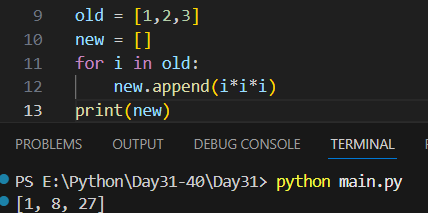 9 old = [1,2,3]
10 new = []
11 for i in old:
12     new.append(i*i*i)
13 print(new)
PROBLEMS OUTPUT DEBUG CONSOLE TERMINAL
PS E:\Python\Day31-40\Day31> python main.py
[1, 8, 27]